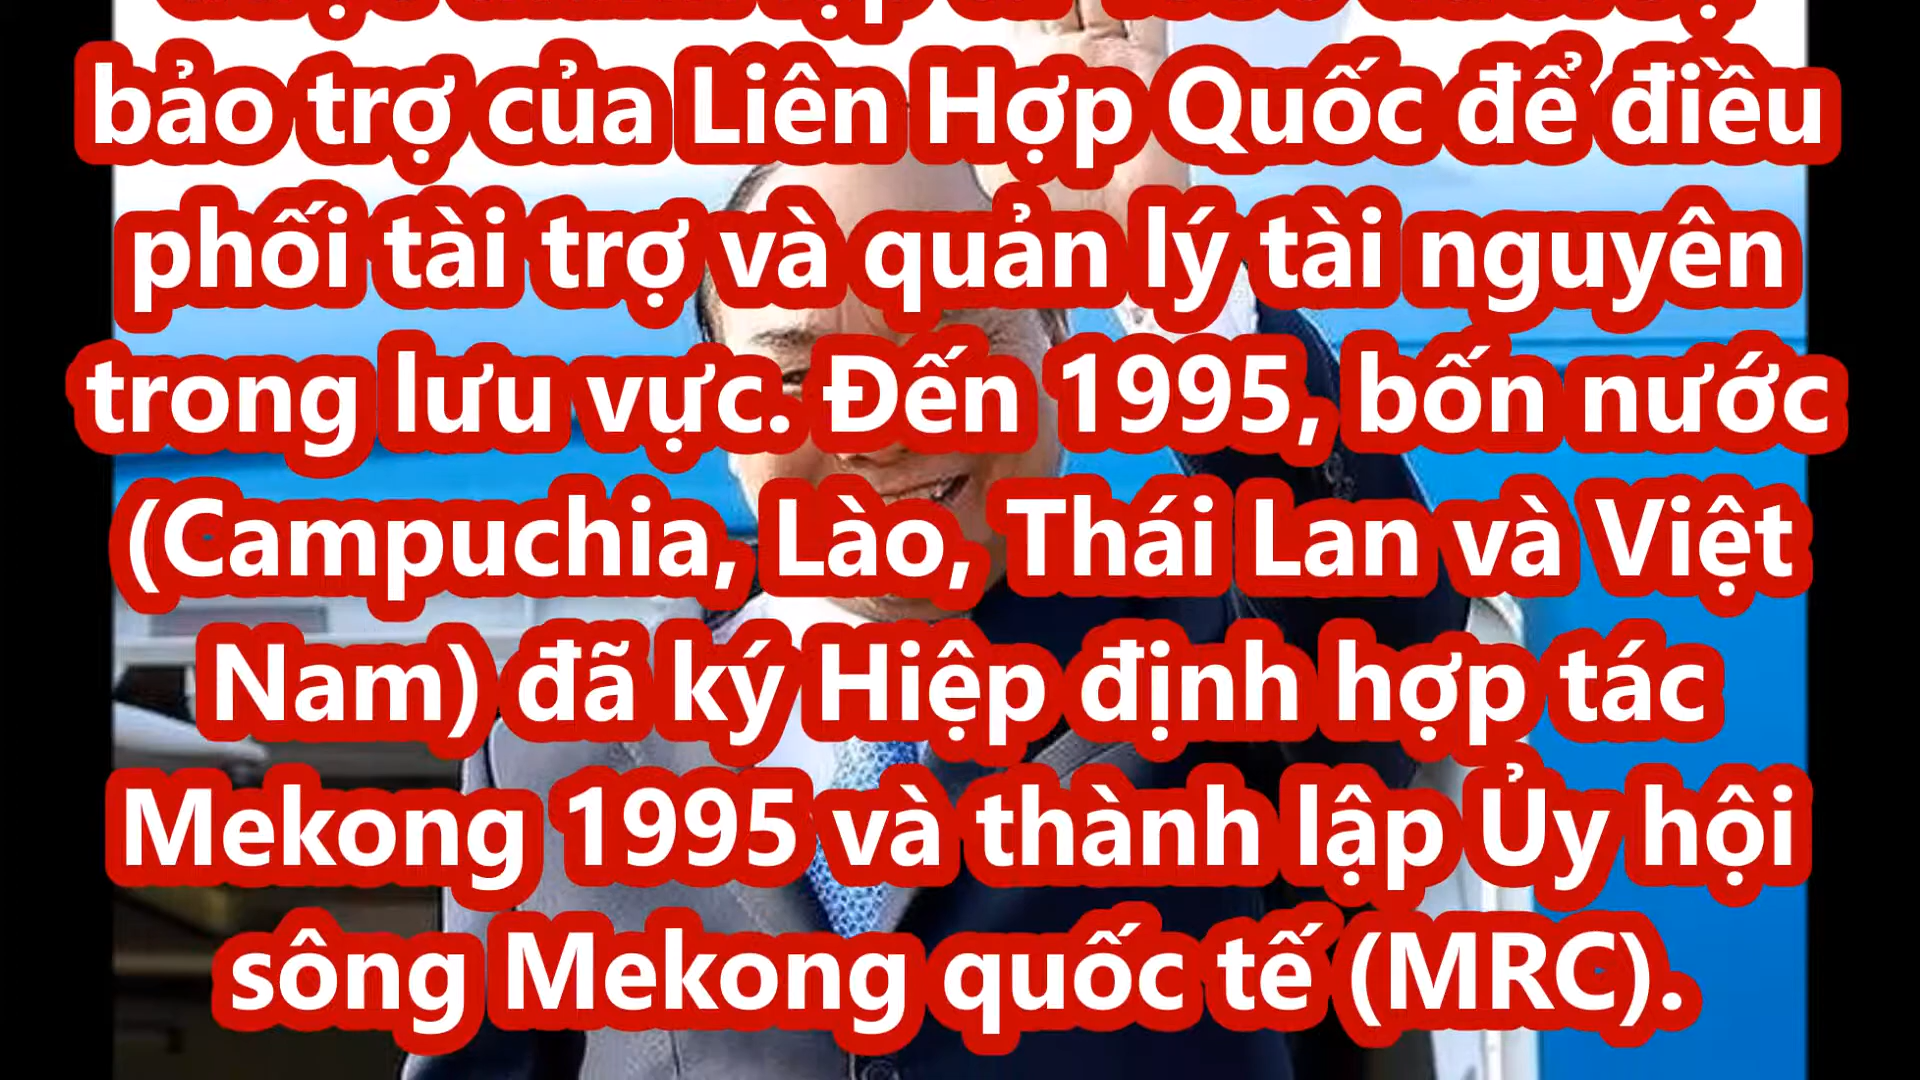 bảo trợ của Liên Hợp Quốc để điều
phối tài trợ và quản lý tài nguyên
trong lưu vực. Đến 1995, bốn nước
(Campuchia, Lào, Thái Lan và Việt
Nam) đã ký Hiệp định hợp tác
Mekong 1995 và thành lập Ủy hội
sông Mekong quốc tế (MRC).